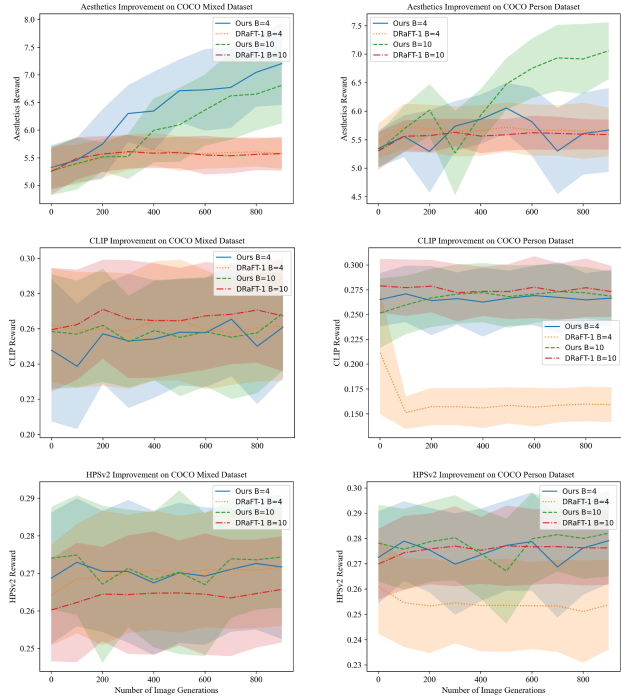 Aesthetics Improvement on COCO Mixed Dataset
Aesthetics Reward
8.0
7.5
7.0
6.5
6.0
5.5
5.0
0 200 400 600 800
Ours B=4
DRaFT-1 B=4
Ours B=10
DRaFT-1 B=10
Aesthetics Improvement on COCO Person Dataset
Aesthetics Reward
7.5
7.0
6.5
6.0
5.5
5.0
4.5
0 200 400 600 800
Ours B=4
DRaFT-1 B=4
Ours B=10
DRaFT-1 B=10
CLIP Improvement on COCO Mixed Dataset
CLIP Reward
0.30
0.28
0.26
0.24
0.22
0.20
0 200 400 600 800
Ours B=4
DRaFT-1 B=4
Ours B=10
DRaFT-1 B=10
CLIP Improvement on COCO Person Dataset
CLIP Reward
0.300
0.275
0.250
0.225
0.200
0.175
0.150
0 200 400 600 800
Ours B=4
DRaFT-1 B=4
Ours B=10
DRaFT-1 B=10
HPSv2 Improvement on COCO Mixed Dataset
HPSv2 Reward
0.29
0.28
0.27
0.26
0.25
0 200 400 600 800
Number of Image Generations
Ours B=4
DRaFT-1 B=4
Ours B=10
DRaFT-1 B=10
HPSv2 Improvement on COCO Person Dataset
HPSv2 Reward
0.30
0.29
0.28
0.27
0.26
0.25
0.24
0.23
0 200 400 600 800
Number of Image Generations
Ours B=4
DRaFT-1 B=4
Ours B=10
DRaFT-1 B=10